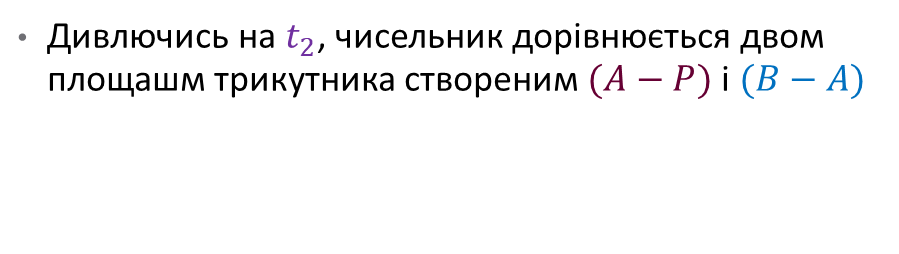 • Дивлючись на t₂, чисельник дорівнюється двом
площашм трикутника створеним (A − P) і (B − A)